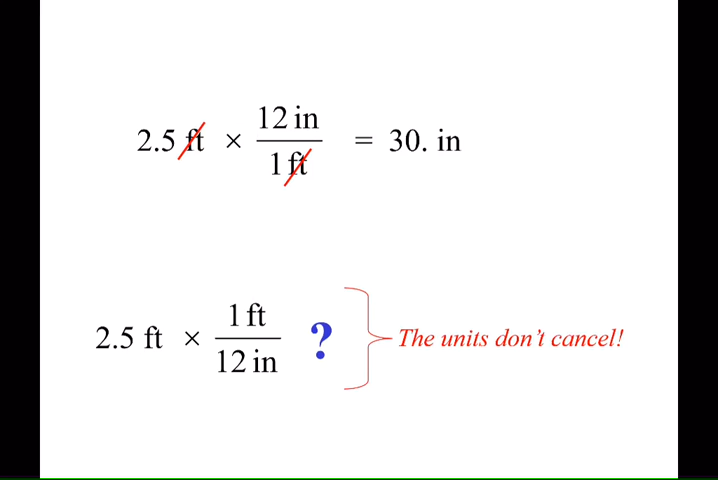 2.5 ft × 12 in / 1 ft = 30. in
2.5 ft × 1 ft / 12 in ? The units don't cancel!